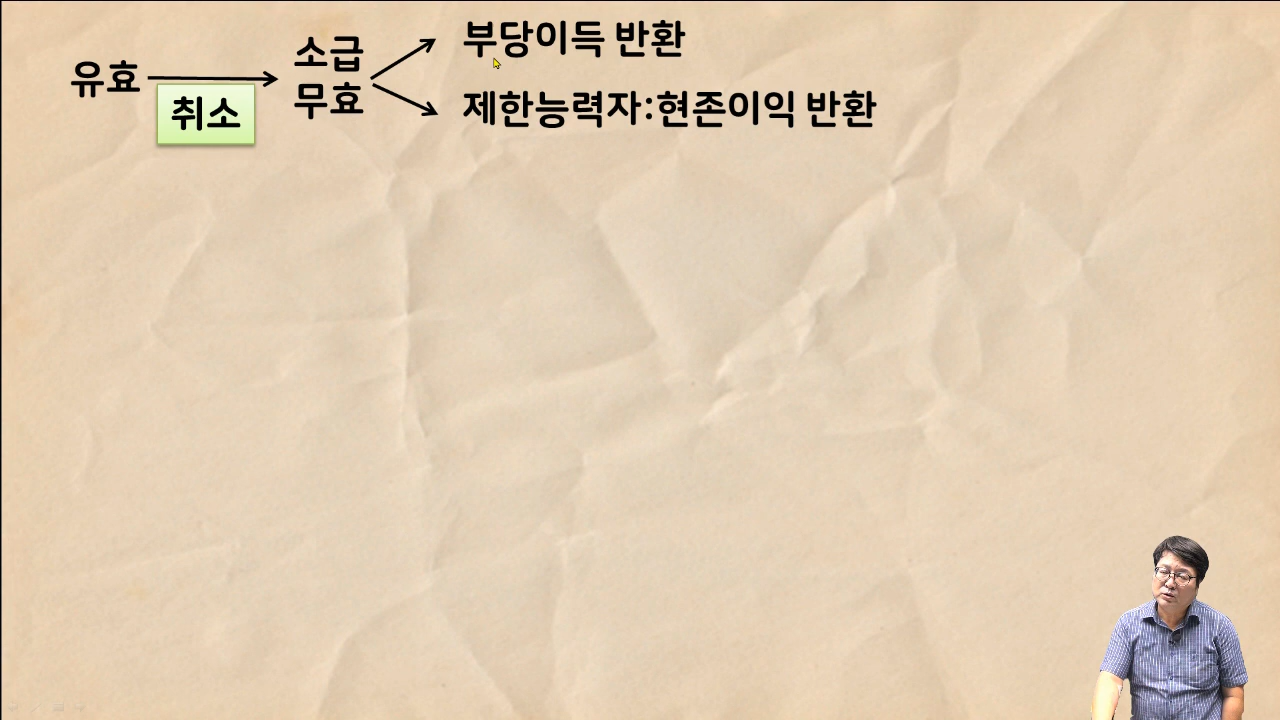 유효
취소
소급
무효
부당이득 반환
제한능력자:현존이익 반환